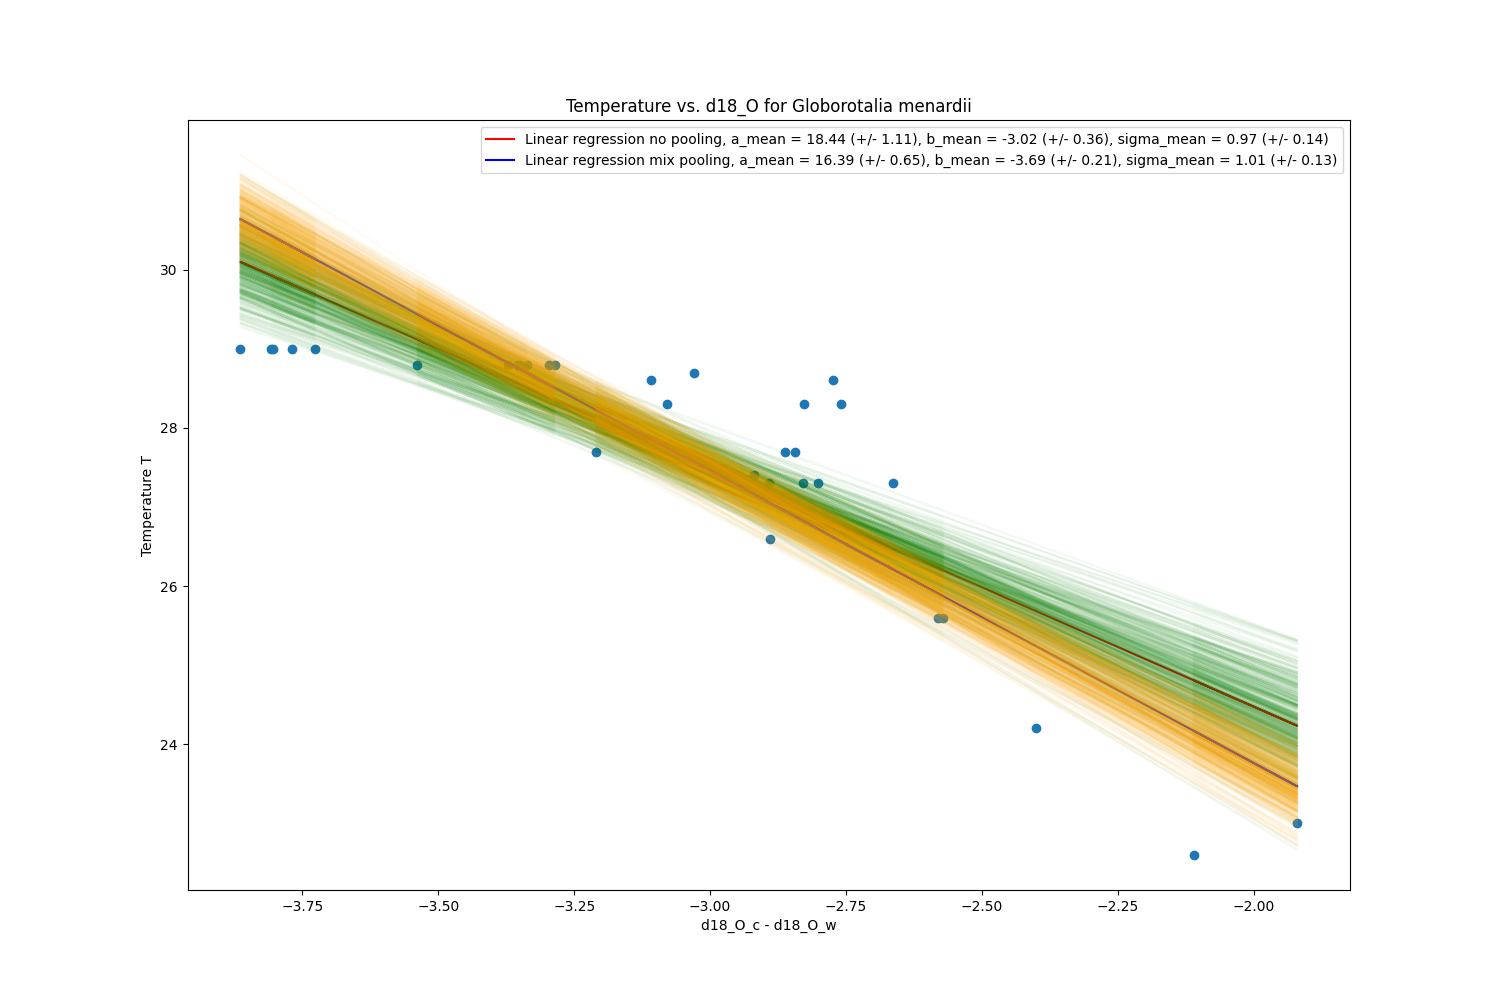 Temperature vs. d18_O for Globorotalia menardii
Linear regression no pooling, a_mean = 18.44 (+/- 1.11), b_mean = -3.02 (+/- 0.36), sigma_mean = 0.97 (+/- 0.14)
Linear regression mix pooling, a_mean = 16.39 (+/- 0.65), b_mean = -3.69 (+/- 0.21), sigma_mean = 1.01 (+/- 0.13)
Temperature T
30
28
26
24
−3.75 −3.50 −3.25 −3.00 −2.75 −2.50 −2.25 −2.00
d18_O_c - d18_O_w